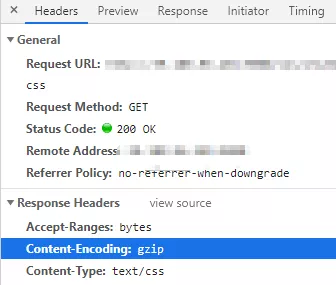 Headers Preview Response Initiator Timing
General
Request URL:
css
Request Method: GET
Status Code: 200 OK
Remote Address
Referrer Policy: no-referrer-when-downgrade
Response Headers view source
Accept-Ranges: bytes
Content-Encoding: gzip
Content-Type: text/css